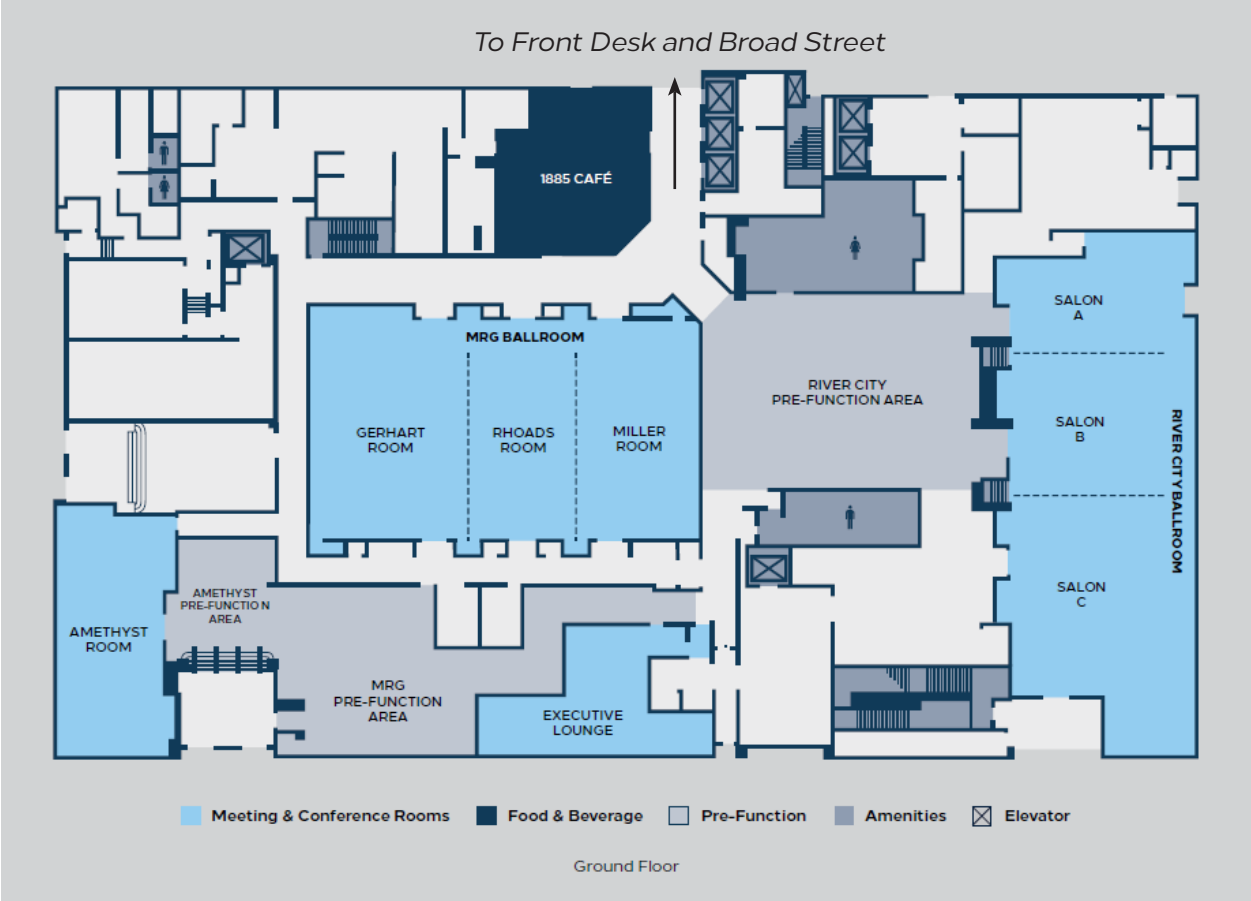 To Front Desk and Broad Street
1885 CAFÉ
MRG BALLROOM
GERHART
ROOM
RHOADS
ROOM
MILLER
ROOM
RIVER CITY
PRE-FUNCTION AREA
SALON
A
SALON
B
SALON
C
RIVER CITY BALLROOM
AMETHYST
PRE-FUNCTION
AREA
AMETHYST
ROOM
MRG
PRE-FUNCTION
AREA
EXECUTIVE
LOUNGE
Meeting & Conference Rooms
Food & Beverage
Pre-Function
Amenities
Elevator
Ground Floor